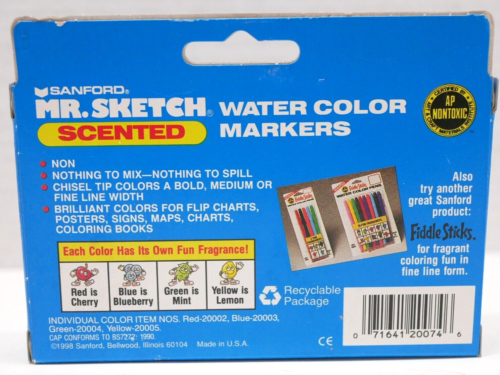 SANFORD®
MR. SKETCH® WATER COLOR
SCENTED MARKERS
CERTIFIED BY
AP
NONTOXIC
• NON
• NOTHING TO MIX—NOTHING TO SPILL
• CHISEL TIP COLORS A BOLD, MEDIUM OR
FINE LINE WIDTH
• BRILLIANT COLORS FOR FLIP CHARTS,
POSTERS, SIGNS, MAPS, CHARTS,
COLORING BOOKS
Also
try another
great Sanford
product:
Fiddle Sticks®
for fragrant
coloring fun in
fine line form.
WATER COLOR PENS
Each Color Has Its Own Fun Fragrance!
Red is
Cherry
Blue is
Blueberry
Green is
Mint
Yellow is
Lemon
Recyclable
Package
INDIVIDUAL COLOR ITEM NOS. Red-20002, Blue-20003,
Green-20004, Yellow-20005.
CAP CONFORMS TO BS7272: 1990
©1998 Sanford, Bellwood, Illinois 60104 Made in U.S.A.
CE
0 71641 20074 6